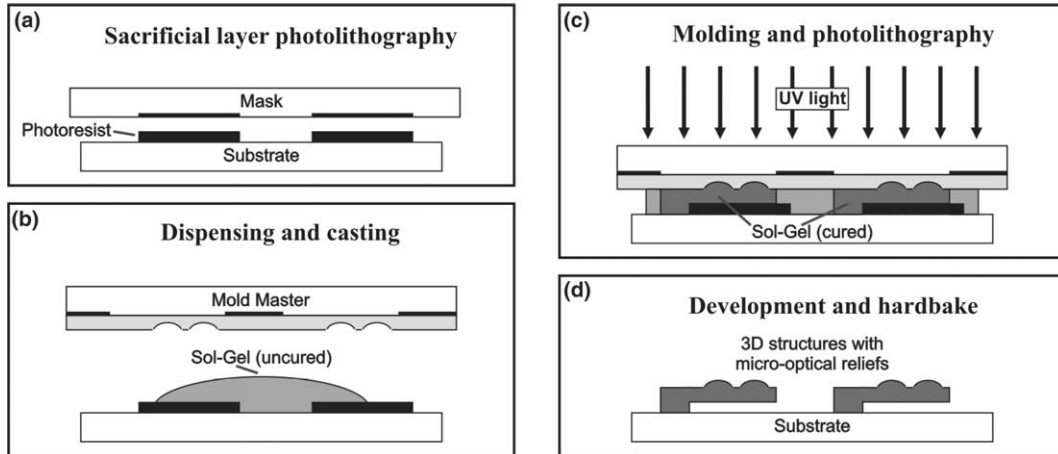 (a)
Sacrificial layer photolithography
Mask
Photoresist
Substrate
(b)
Dispensing and casting
Mold Master
Sol-Gel (uncured)
(c)
Molding and photolithography
UV light
Sol-Gel (cured)
(d)
Development and hardbake
3D structures with
micro-optical reliefs
Substrate